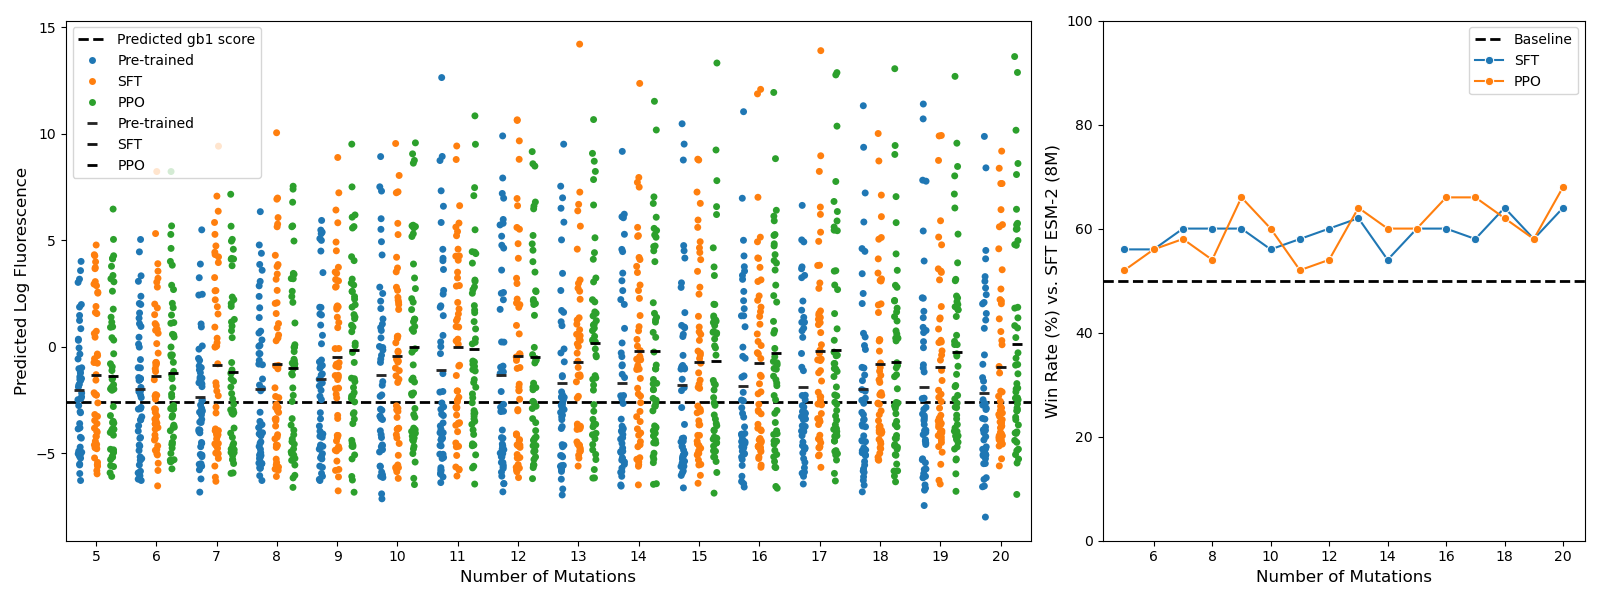 Predicted Log Fluorescence
15
10
5
0
−5
Predicted gb1 score
Pre-trained
SFT
PPO
Pre-trained
SFT
PPO
5 6 7 8 9 10 11 12 13 14 15 16 17 18 19 20
Number of Mutations
Win Rate (%) vs. SFT ESM-2 (8M)
100
80
60
40
20
0
Baseline
SFT
PPO
6 8 10 12 14 16 18 20
Number of Mutations